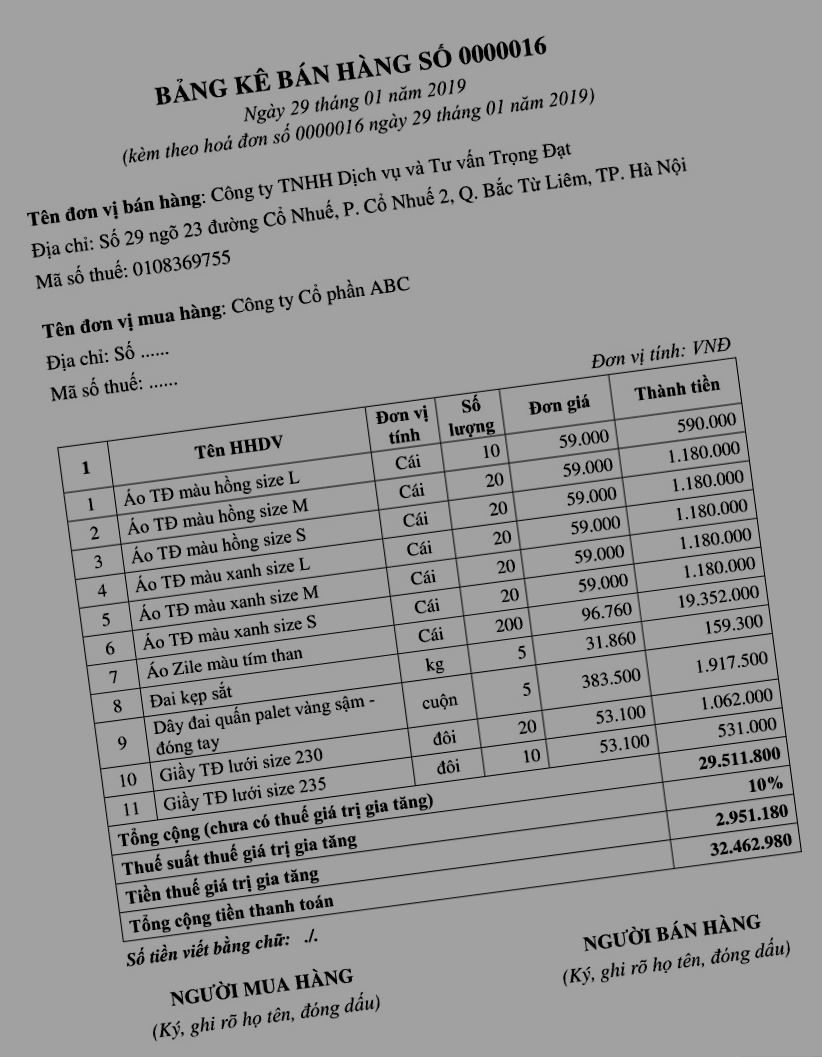 BẢNG KÊ BÁN HÀNG SỐ 0000016
Ngày 29 tháng 01 năm 2019
(kèm theo hoá đơn số 0000016 ngày 29 tháng 01 năm 2019)
Tên đơn vị bán hàng: Công ty TNHH Dịch vụ và Tư vấn Trọng Đạt
Địa chỉ: Số 29 ngõ 23 đường Cổ Nhuế, P. Cổ Nhuế 2, Q. Bắc Từ Liêm, TP. Hà Nội
Mã số thuế: 0108369755
Tên đơn vị mua hàng: Công ty Cổ phần ABC
Địa chỉ: Số ......
Mã số thuế: ......
Đơn vị tính: VNĐ
1 Tên HHDV Đơn vị tính Số lượng Đơn giá Thành tiền
1 Áo TĐ màu hồng size L Cái 10 59.000 590.000
2 Áo TĐ màu hồng size M Cái 20 59.000 1.180.000
3 Áo TĐ màu hồng size S Cái 20 59.000 1.180.000
4 Áo TĐ màu xanh size L Cái 20 59.000 1.180.000
5 Áo TĐ màu xanh size M Cái 20 59.000 1.180.000
6 Áo TĐ màu xanh size S Cái 20 59.000 1.180.000
7 Áo Zile màu tím than Cái 200 96.760 19.352.000
8 Đai kẹp sắt kg 5 31.860 159.300
9 Dây đai quấn palet vàng sậm - đóng tay cuộn 5 383.500 1.917.500
10 Giầy TĐ lưới size 230 đôi 20 53.100 1.062.000
11 Giầy TĐ lưới size 235 đôi 10 53.100 531.000
Tổng cộng (chưa có thuế giá trị gia tăng) 29.511.800
Thuế suất thuế giá trị gia tăng 10%
Tiền thuế giá trị gia tăng 2.951.180
Tổng cộng tiền thanh toán 32.462.980
Số tiền viết bằng chữ: ./.
NGƯỜI MUA HÀNG NGƯỜI BÁN HÀNG
(Ký, ghi rõ họ tên, đóng dấu) (Ký, ghi rõ họ tên, đóng dấu)